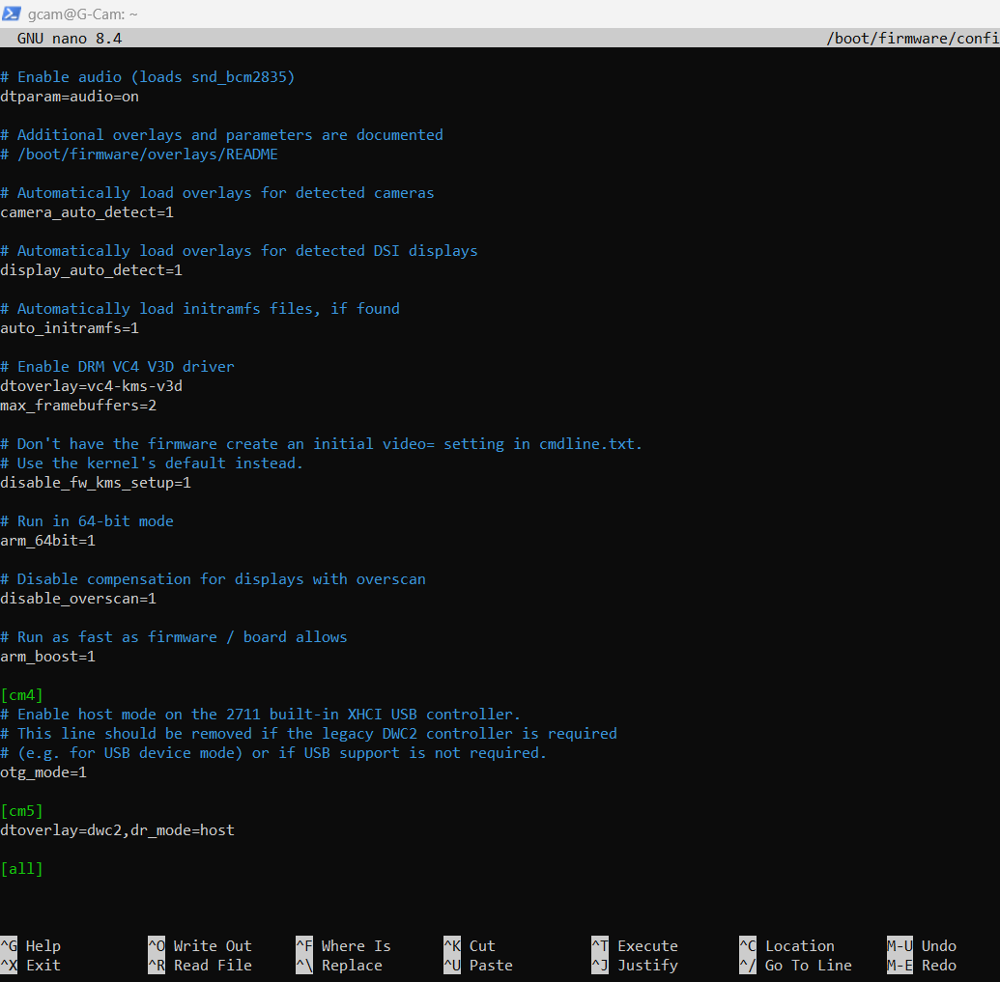 gcam@G-Cam: ~
GNU nano 8.4 /boot/firmware/confi
# Enable audio (loads snd_bcm2835)
dtparam=audio=on
# Additional overlays and parameters are documented
# /boot/firmware/overlays/README
# Automatically load overlays for detected cameras
camera_auto_detect=1
# Automatically load overlays for detected DSI displays
display_auto_detect=1
# Automatically load initramfs files, if found
auto_initramfs=1
# Enable DRM VC4 V3D driver
dtoverlay=vc4-kms-v3d
max_framebuffers=2
# Don't have the firmware create an initial video= setting in cmdline.txt.
# Use the kernel's default instead.
disable_fw_kms_setup=1
# Run in 64-bit mode
arm_64bit=1
# Disable compensation for displays with overscan
disable_overscan=1
# Run as fast as firmware / board allows
arm_boost=1
[cm4]
# Enable host mode on the 2711 built-in XHCI USB controller.
# This line should be removed if the legacy DWC2 controller is required
# (e.g. for USB device mode) or if USB support is not required.
otg_mode=1
[cm5]
dtoverlay=dwc2,dr_mode=host
[all]
^G Help ^O Write Out ^F Where Is ^K Cut ^T Execute ^C Location M-U Undo
^X Exit ^R Read File ^\ Replace ^U Paste ^J Justify ^/ Go To Line M-E Redo